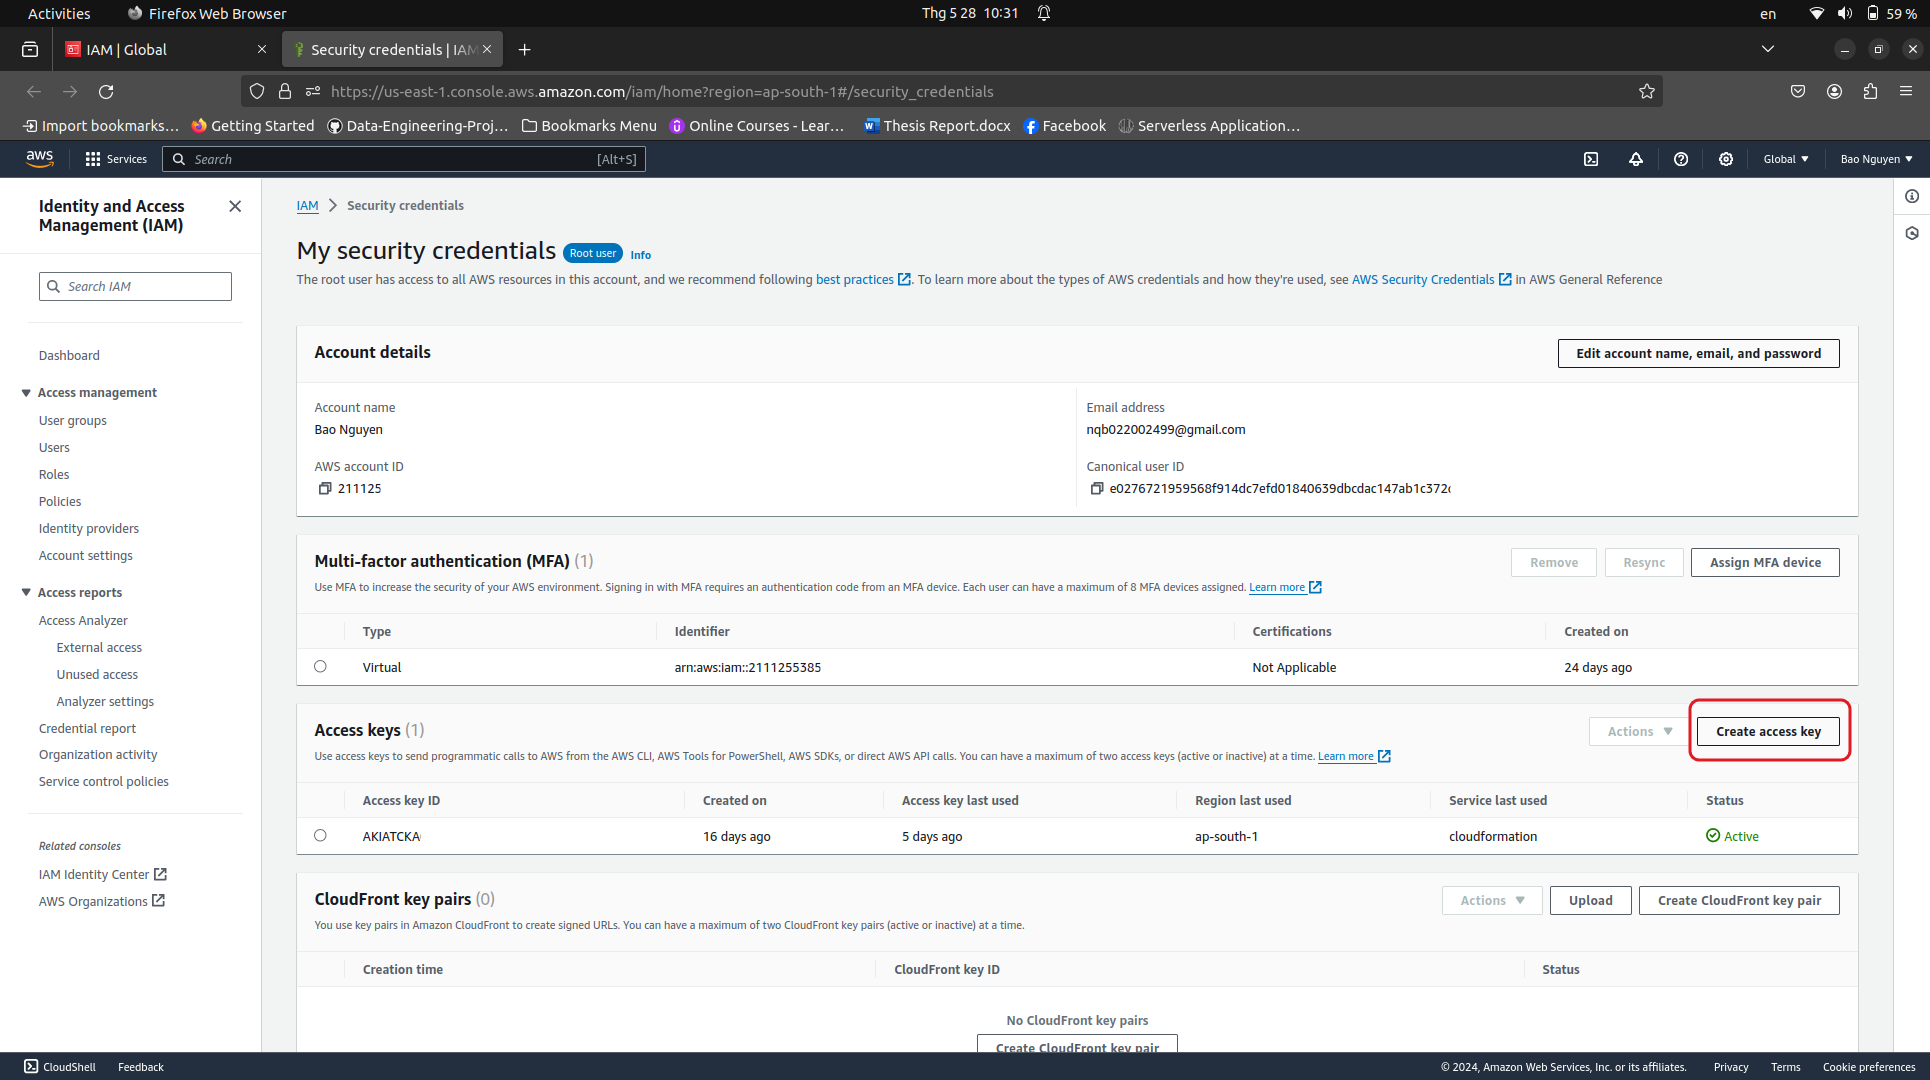 Activities
Firefox Web Browser
Thg 5 28 10:31
en
59 %
IAM | Global
Security credentials | IAM
https://us-east-1.console.aws.amazon.com/iam/home?region=ap-south-1#/security_credentials
Import bookmarks…
Getting Started
Data-Engineering-Proj…
Bookmarks Menu
Online Courses - Lear…
Thesis Report.docx
Facebook
Serverless Application…
aws
Services
Search
[Alt+S]
Global
Bao Nguyen
Identity and Access
Management (IAM)
Search IAM
Dashboard
Access management
User groups
Users
Roles
Policies
Identity providers
Account settings
Access reports
Access Analyzer
External access
Unused access
Analyzer settings
Credential report
Organization activity
Service control policies
Related consoles
IAM Identity Center
AWS Organizations
IAM > Security credentials
My security credentials
Root user
Info
The root user has access to all AWS resources in this account, and we recommend following best practices. To learn more about the types of AWS credentials and how they're used, see AWS Security Credentials in AWS General Reference
Account details
Edit account name, email, and password
Account name
Bao Nguyen
Email address
nqb022002499@gmail.com
AWS account ID
211125
Canonical user ID
e0276721959568f914dc7efd01840639dbcdac147ab1c372
Multi-factor authentication (MFA) (1)
Remove
Resync
Assign MFA device
Use MFA to increase the security of your AWS environment. Signing in with MFA requires an authentication code from an MFA device. Each user can have a maximum of 8 MFA devices assigned. Learn more
Type
Identifier
Certifications
Created on
Virtual
arn:aws:iam::2111255385
Not Applicable
24 days ago
Access keys (1)
Actions
Create access key
Use access keys to send programmatic calls to AWS from the AWS CLI, AWS Tools for PowerShell, AWS SDKs, or direct AWS API calls. You can have a maximum of two access keys (active or inactive) at a time. Learn more
Access key ID
Created on
Access key last used
Region last used
Service last used
Status
AKIATCKA
16 days ago
5 days ago
ap-south-1
cloudformation
Active
CloudFront key pairs (0)
Actions
Upload
Create CloudFront key pair
You use key pairs in Amazon CloudFront to create signed URLs. You can have a maximum of two CloudFront key pairs (active or inactive) at a time.
Creation time
CloudFront key ID
Status
No CloudFront key pairs
Create CloudFront key pair
CloudShell
Feedback
© 2024, Amazon Web Services, Inc. or its affiliates.
Privacy
Terms
Cookie preferences